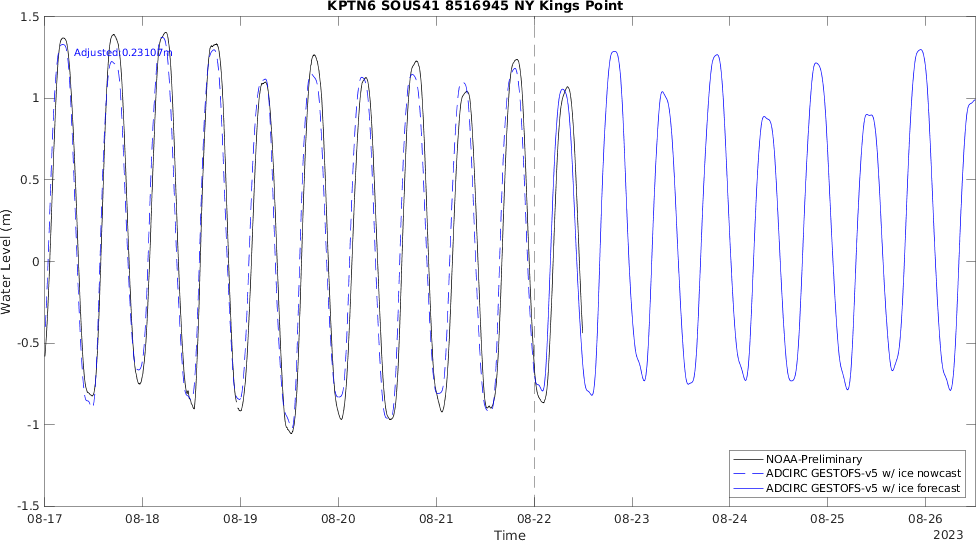 KPTN6 SOUS41 8516945 NY Kings Point
Adjusted:0.23107m
Water Level (m)
1.5
1
0.5
0
-0.5
-1
-1.5
08-17 08-18 08-19 08-20 08-21 08-22 08-23 08-24 08-25 08-26
Time
2023
NOAA-Preliminary
ADCIRC GESTOFS-v5 w/ ice nowcast
ADCIRC GESTOFS-v5 w/ ice forecast